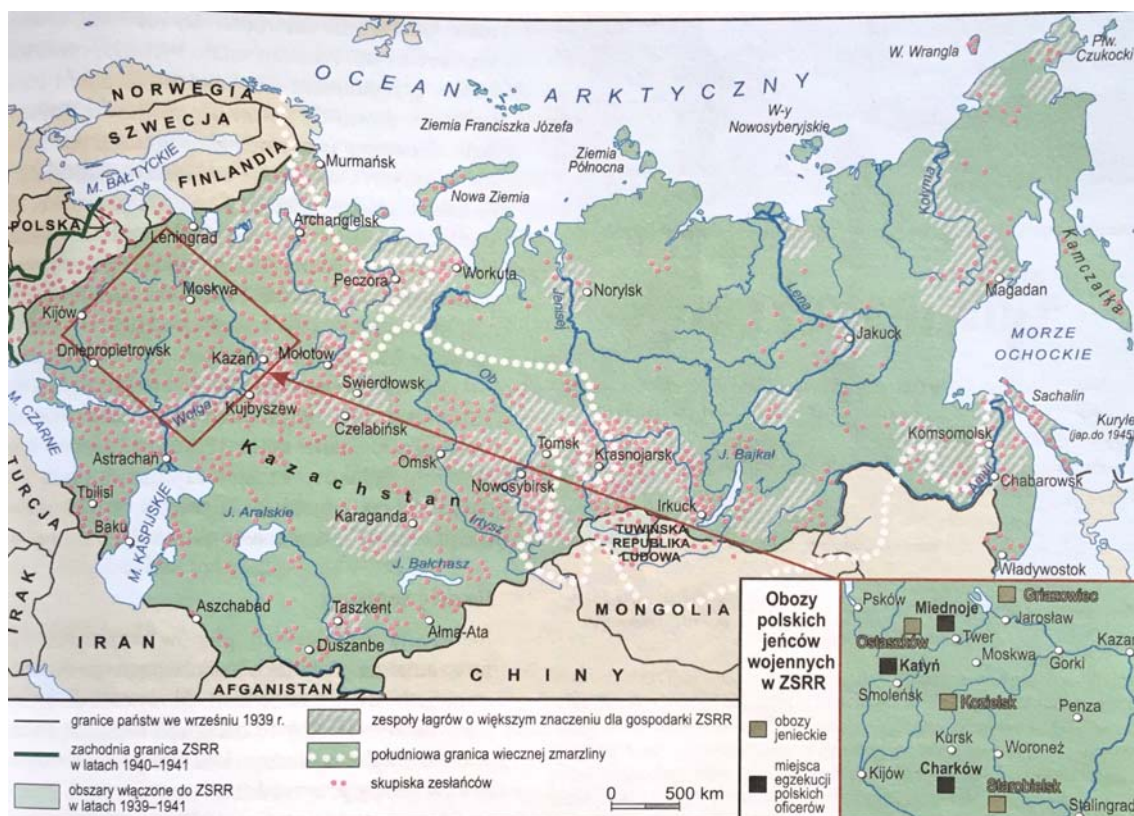 OCEAN ARKTYCZNY
W. Wrangla
Płw.
Czukocki
NORWEGIA
SZWECJA
FINLANDIA
M. BAŁTYCKIE
POLSKA
Ziemia Franciszka Józefa
Ziemia
Północna
W-y
Nowosyberyjskie
Nowa Ziemia
Murmańsk
Archangielsk
Leningrad
Peczora
Workuta
Norylsk
Jenisej
Lena
Kołyma
Kamczatka
Magadan
Jakuck
MORZE
OCHOCKIE
Moskwa
Kijów
Dniepropietrowsk
Kazań
Mołotow
Swierdłowsk
Kujbyszew
Czelabińsk
Wołga
Ob
M. CZARNE
Astrachań
Kazachstan
Omsk
Tomsk
Krasnojarsk
Nowosybirsk
J. Bajkał
Irkuck
Komsomolsk
Amur
Chabarowsk
Sachalin
Kuryle
(jap. do 1945)
TURCJA
Tbilisi
Baku
M. KASPIJSKIE
J. Aralskie
Karaganda
Irtysz
J. Bałchasz
TUWIŃSKA
REPUBLIKA
LUDOWA
Władywostok
IRAK
IRAN
Aszchabad
Taszkent
Duszanbe
Ałma-Ata
AFGANISTAN
CHINY
MONGOLIA
granice państw we wrześniu 1939 r.
zachodnia granica ZSRR
w latach 1940–1941
obszary włączone do ZSRR
w latach 1939–1941
zespoły łagrów o większym znaczeniu dla gospodarki ZSRR
południowa granica wiecznej zmarzliny
skupiska zesłańców
0 500 km
Obozy
polskich
jeńców
wojennych
w ZSRR
obozy
jenieckie
miejsca
egzekucji
polskich
oficerów
Psków
Miednoje
Griazowiec
Jarosław
Ostaszków
Twer
Kazań
Katyń
Moskwa
Gorki
Smoleńsk
Kozielsk
Penza
Kursk
Woroneż
Kijów
Charków
Starobielsk
Stalingrad